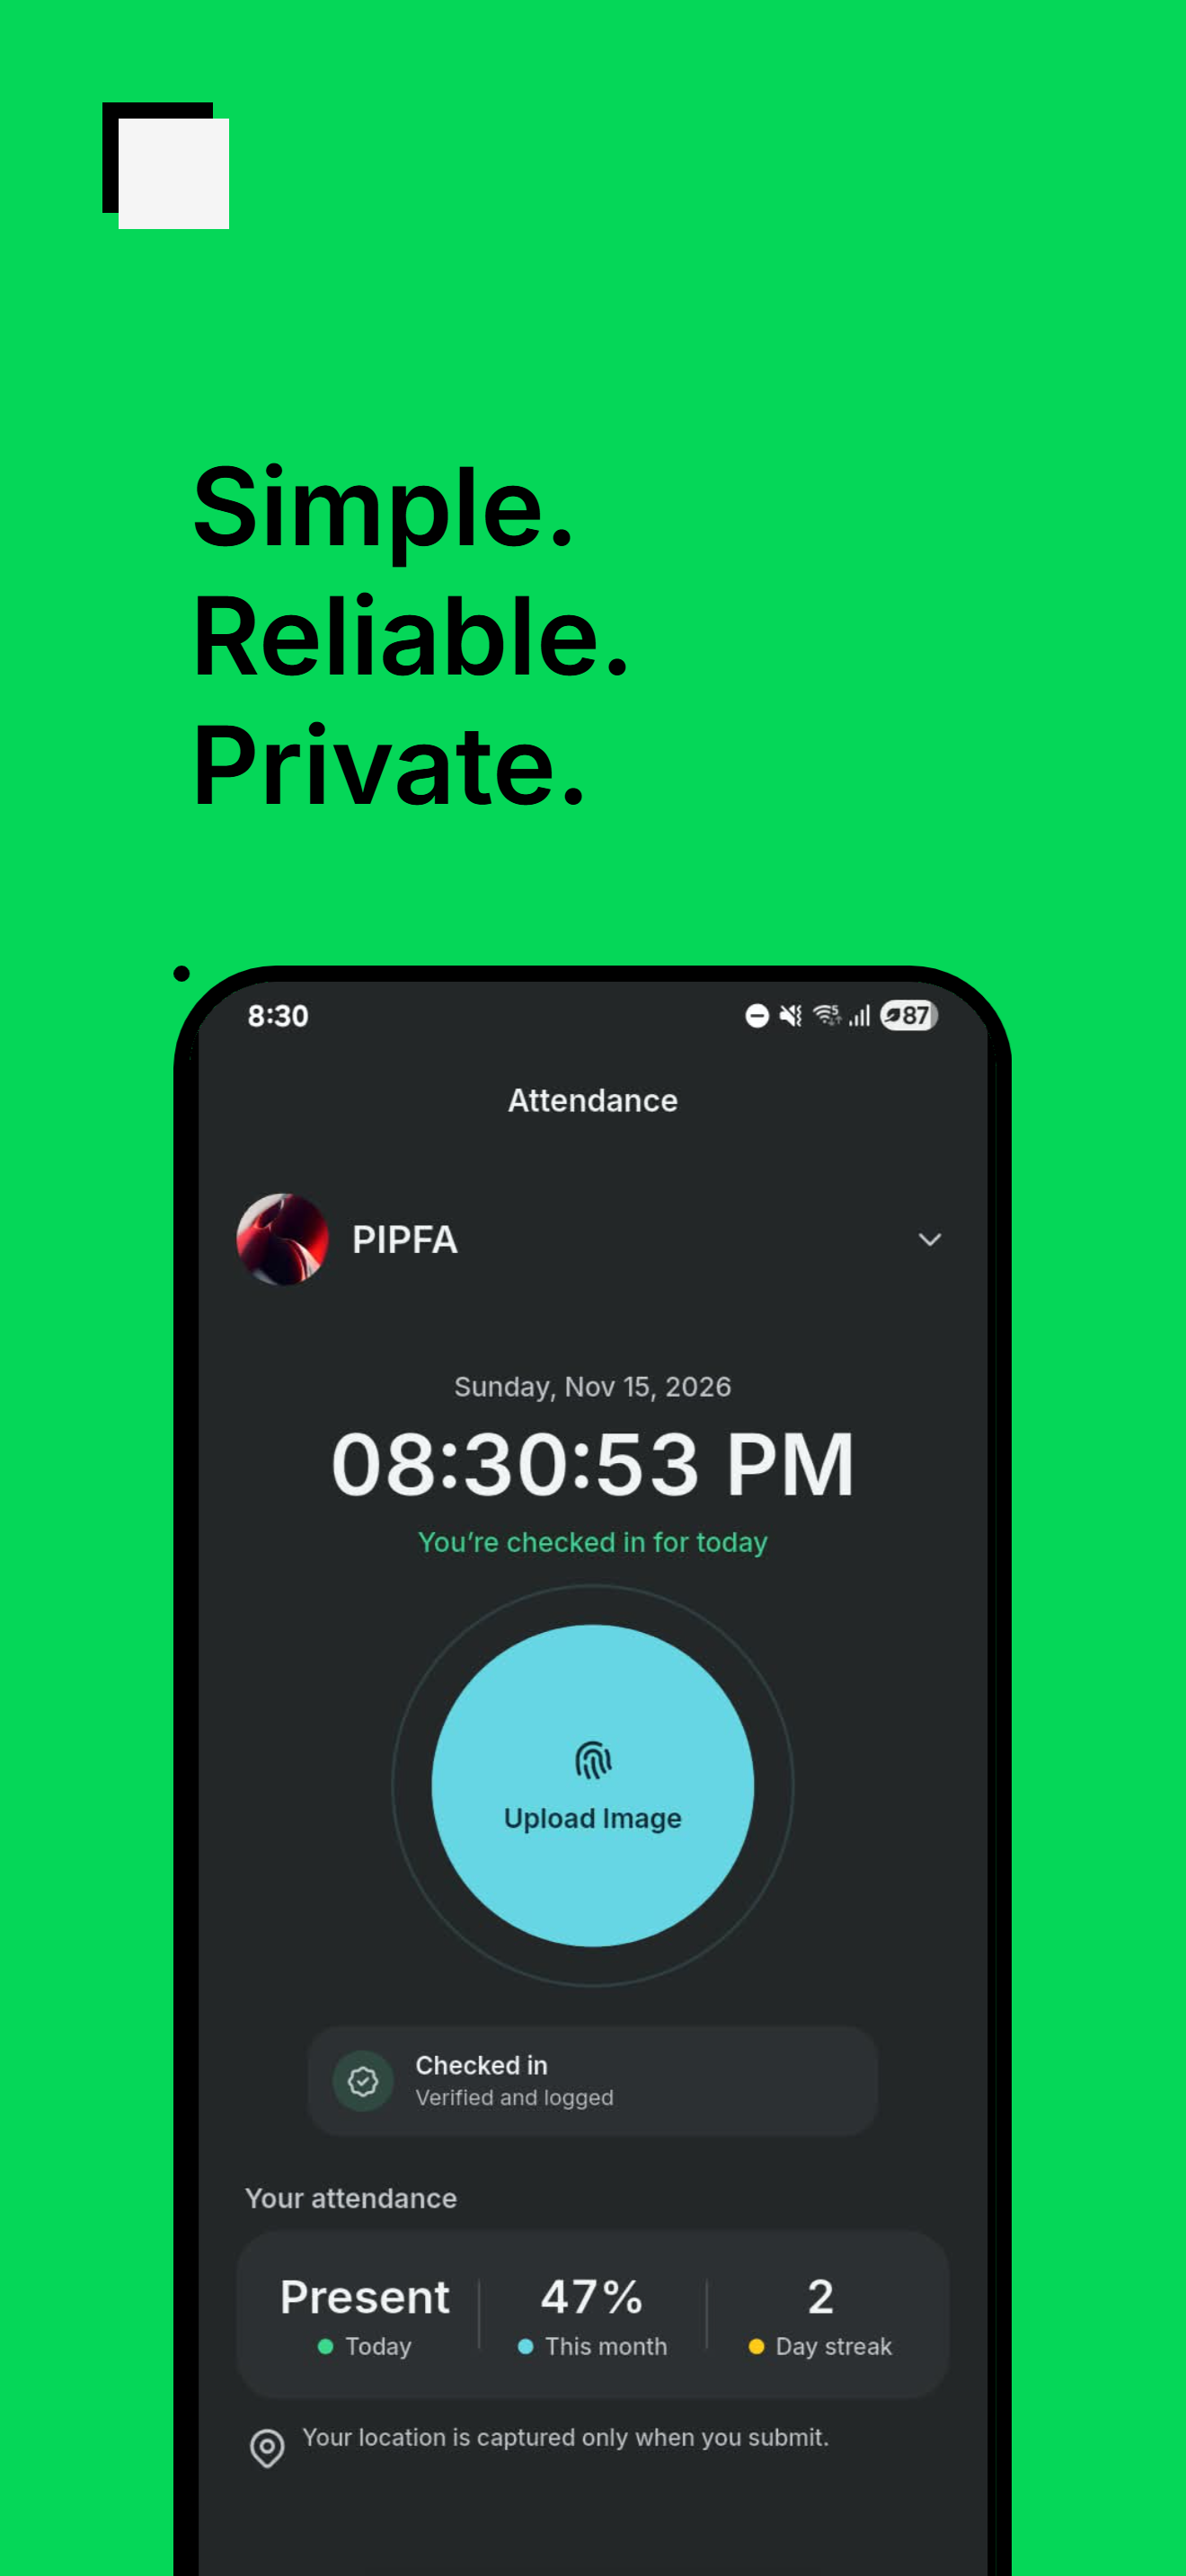 Simple.
Reliable.
Private.
8:30
87
Attendance
PIPFA
Sunday, Nov 15, 2026
08:30:53 PM
You’re checked in for today
Upload Image
Checked in
Verified and logged
Your attendance
Present
Today
47%
This month
2
Day streak
Your location is captured only when you submit.